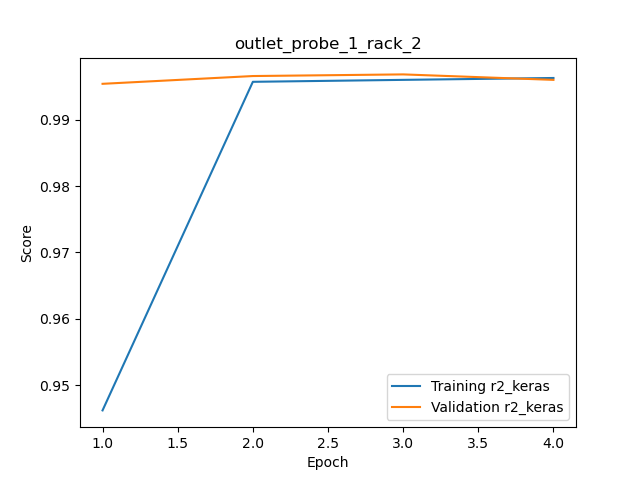 outlet_probe_1_rack_2
Score
0.99
0.98
0.97
0.96
0.95
Training r2_keras
Validation r2_keras
1.0 1.5 2.0 2.5 3.0 3.5 4.0
Epoch